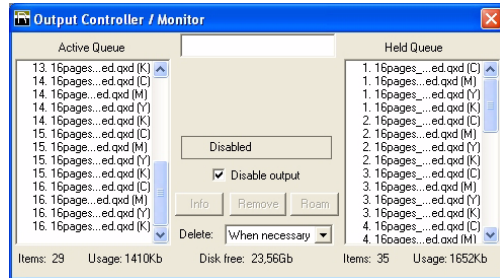 Output Controller / Monitor
Active Queue
13. 16pages...ed.qxd (K)
14. 16pages...ed.qxd (C)
14. 16page...ed.qxd (M)
14. 16pages...ed.qxd (Y)
14. 16pages...ed.qxd (K)
15. 16pages...ed.qxd (C)
15. 16page...ed.qxd (M)
15. 16pages...ed.qxd (Y)
15. 16pages...ed.qxd (K)
16. 16pages...ed.qxd (C)
16. 16page...ed.qxd (M)
16. 16pages...ed.qxd (Y)
16. 16pages...ed.qxd (K)
Items: 29 Usage: 1410Kb
Disabled
Disable output
Info Remove Roam
Delete: When necessary
Disk free: 23,56Gb
Held Queue
1. 16pages_...ed.qxd (C)
1. 16pages...ed.qxd (M)
1. 16pages_...ed.qxd (Y)
1. 16pages_...ed.qxd (K)
2. 16pages_...ed.qxd (C)
2. 16pages...ed.qxd (M)
2. 16pages_...ed.qxd (Y)
2. 16pages_...ed.qxd (K)
3. 16pages_...ed.qxd (C)
3. 16pages...ed.qxd (M)
3. 16pages_...ed.qxd (Y)
3. 16pages_...ed.qxd (K)
4. 16pages_...ed.qxd (C)
4. 16pages...ed.qxd (M)
Items: 35 Usage: 1652Kb